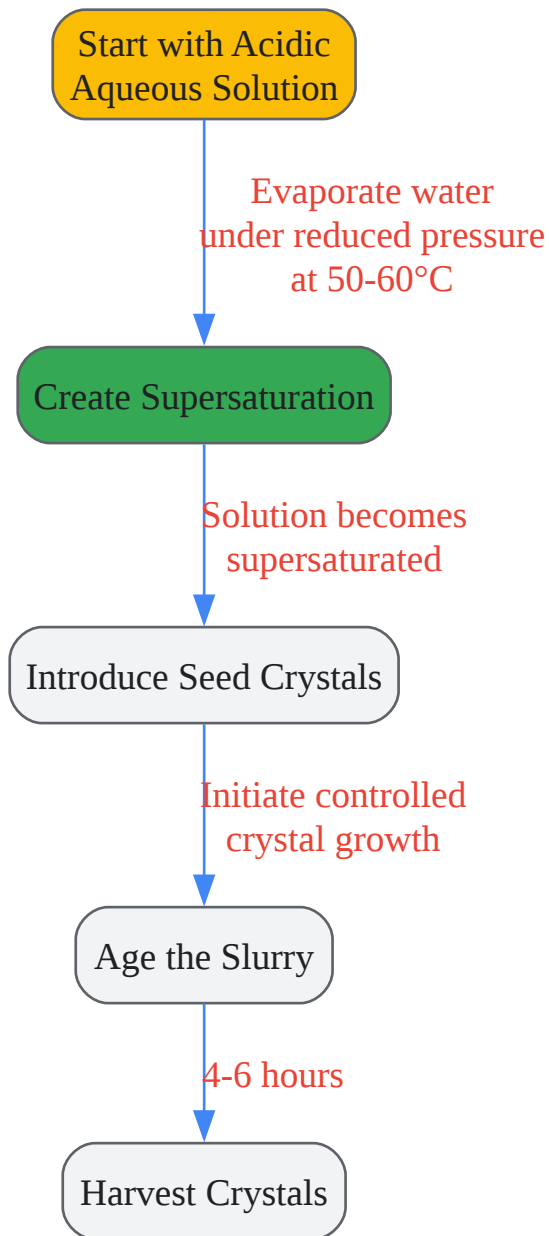 Start with Acidic
Aqueous Solution
Evaporate water
under reduced pressure
at 50-60°C
Create Supersaturation
Solution becomes
supersaturated
Introduce Seed Crystals
Initiate controlled
crystal growth
Age the Slurry
4-6 hours
Harvest Crystals